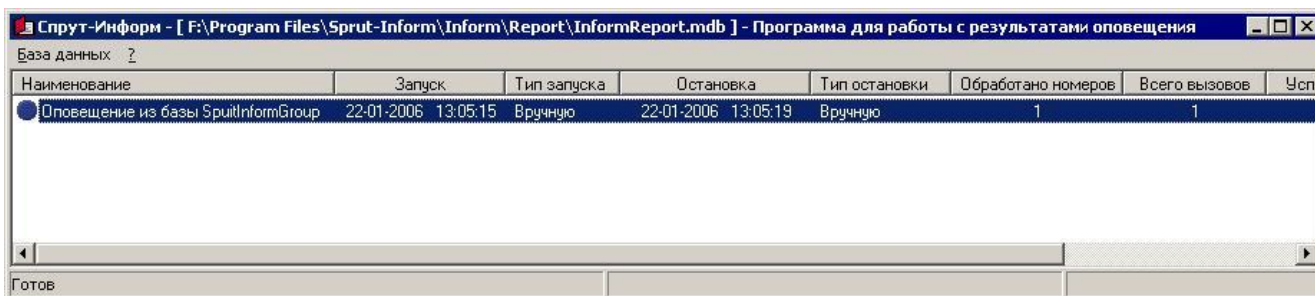 Спрут-Информ - [ F:\Program Files\Sprut-Inform\Inform\Report\InformReport.mdb ] - Программа для работы с результатами оповещения
База данных ?
Наименование Запуск Тип запуска Остановка Тип остановки Обработано номеров Всего вызовов Усп
Оповещение из базы SpuitInformGroup 22-01-2006 13:05:15 Вручную 22-01-2006 13:05:19 Вручную 1 1
Готов